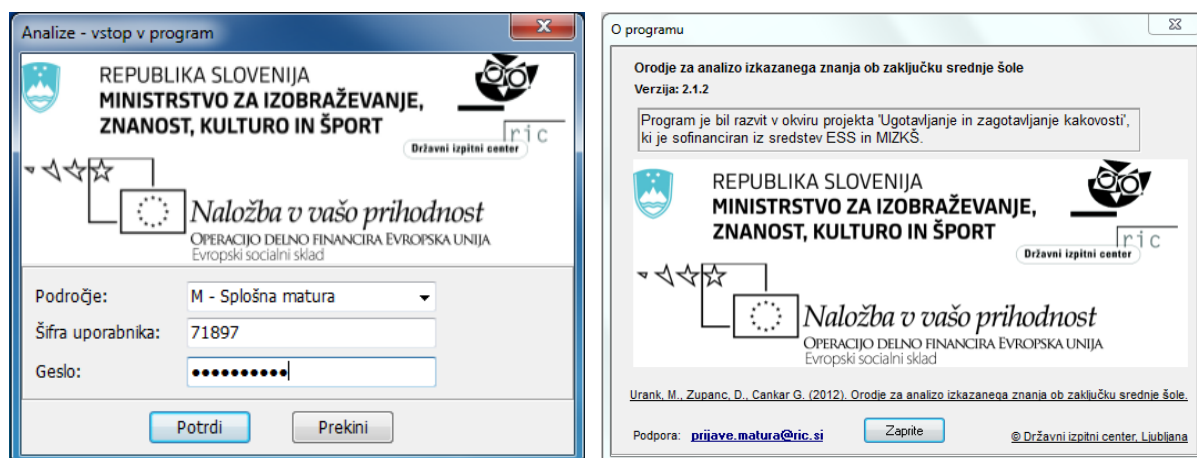 Analize - vstop v program
REPUBLIKA SLOVENIJA
MINISTRSTVO ZA IZOBRAŽEVANJE,
ZNANOST, KULTURO IN ŠPORT
ric
Državni izpitni center
Naložba v vašo prihodnost
OPERACIJO DELNO FINANCIRA EVROPSKA UNIJA
Evropski socialni sklad
Področje:
M - Splošna matura
Šifra uporabnika:
71897
Geslo:
●●●●●●●●●●
Potrdi
Prekini
O programu
Orodje za analizo izkazanega znanja ob zaključku srednje šole
Verzija: 2.1.2
Program je bil razvit v okviru projekta 'Ugotavljanje in zagotavljanje kakovosti',
ki je sofinanciran iz sredstev ESS in MIZKŠ.
REPUBLIKA SLOVENIJA
MINISTRSTVO ZA IZOBRAŽEVANJE,
ZNANOST, KULTURO IN ŠPORT
ric
Državni izpitni center
Naložba v vašo prihodnost
OPERACIJO DELNO FINANCIRA EVROPSKA UNIJA
Evropski socialni sklad
Urank, M., Zupanc, D., Cankar G. (2012). Orodje za analizo izkazanega znanja ob zaključku srednje šole.
Podpora: prijave.matura@ric.si
Zaprite
© Državni izpitni center, Ljubljana